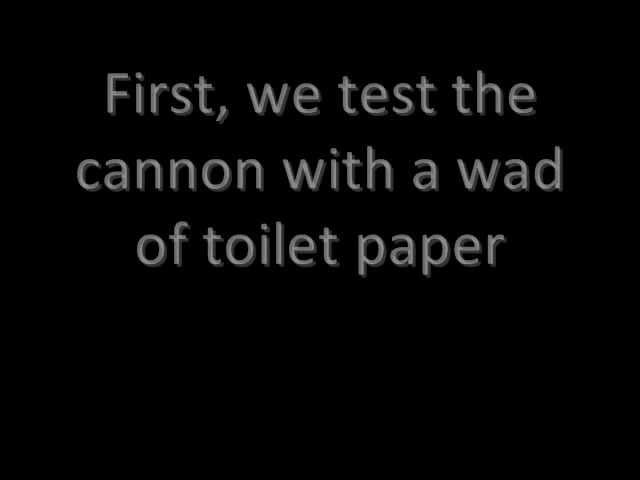 First, we test the
cannon with a wad
of toilet paper